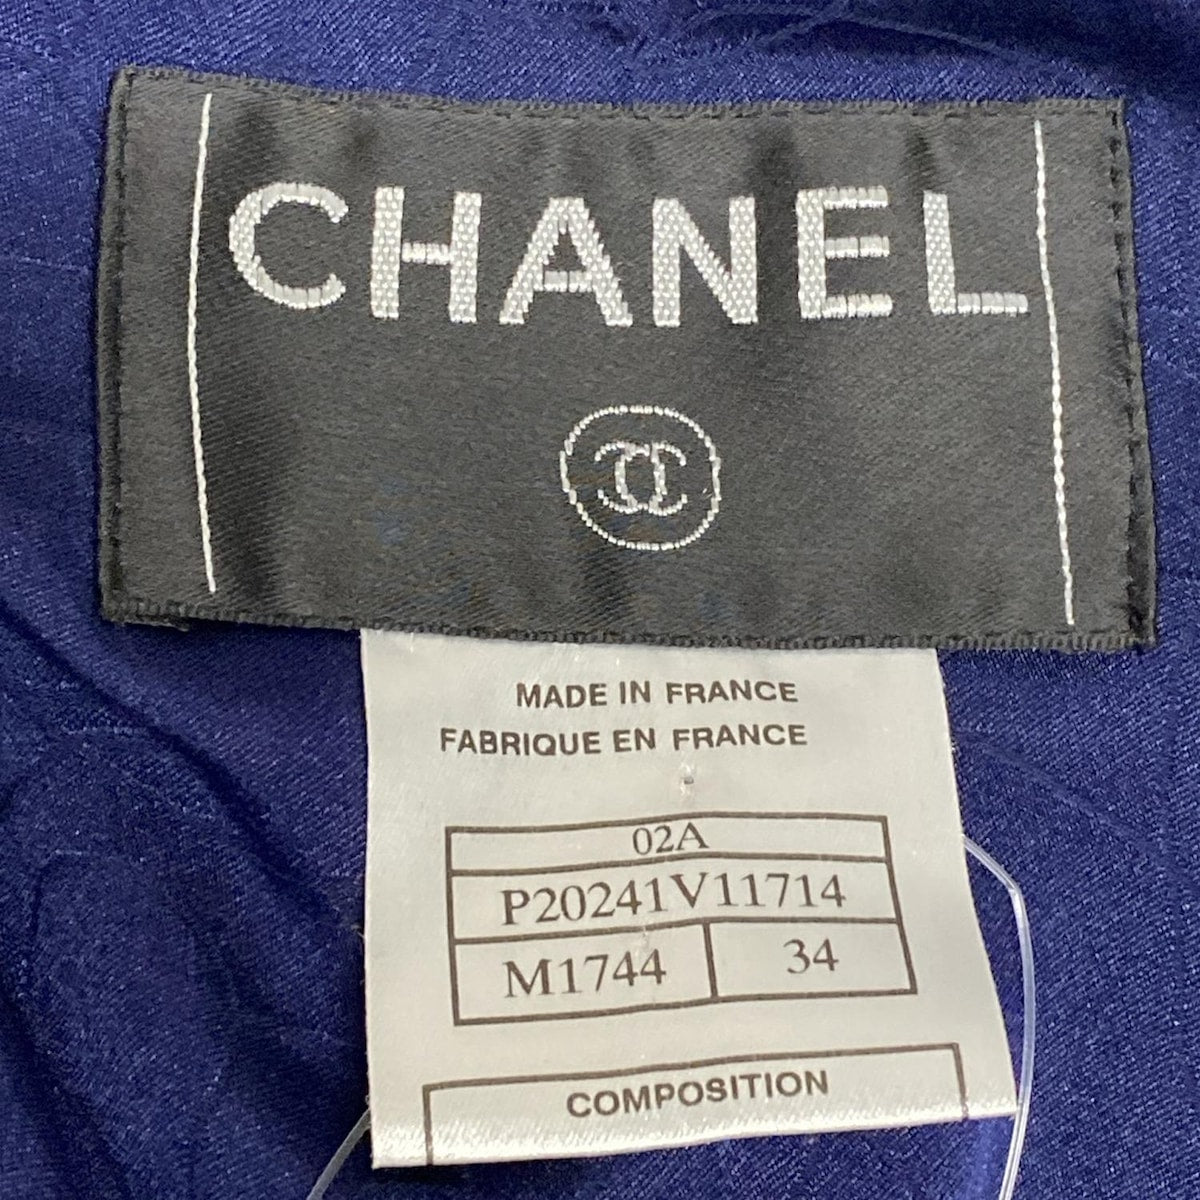 CHANEL
MADE IN FRANCE
FABRIQUE EN FRANCE
02A
P20241V11714
M1744 34
COMPOSITION